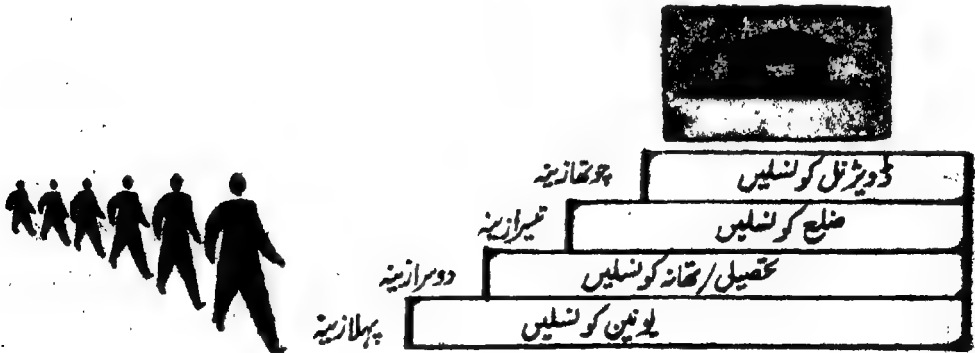 ڈویژنل کونسلیں
چوتھا زینہ
ضلع کونسلیں
تیسرا زینہ
تحصیل/تھانہ کونسلیں
دوسرا زینہ
یونین کونسلیں
پہلا زینہ